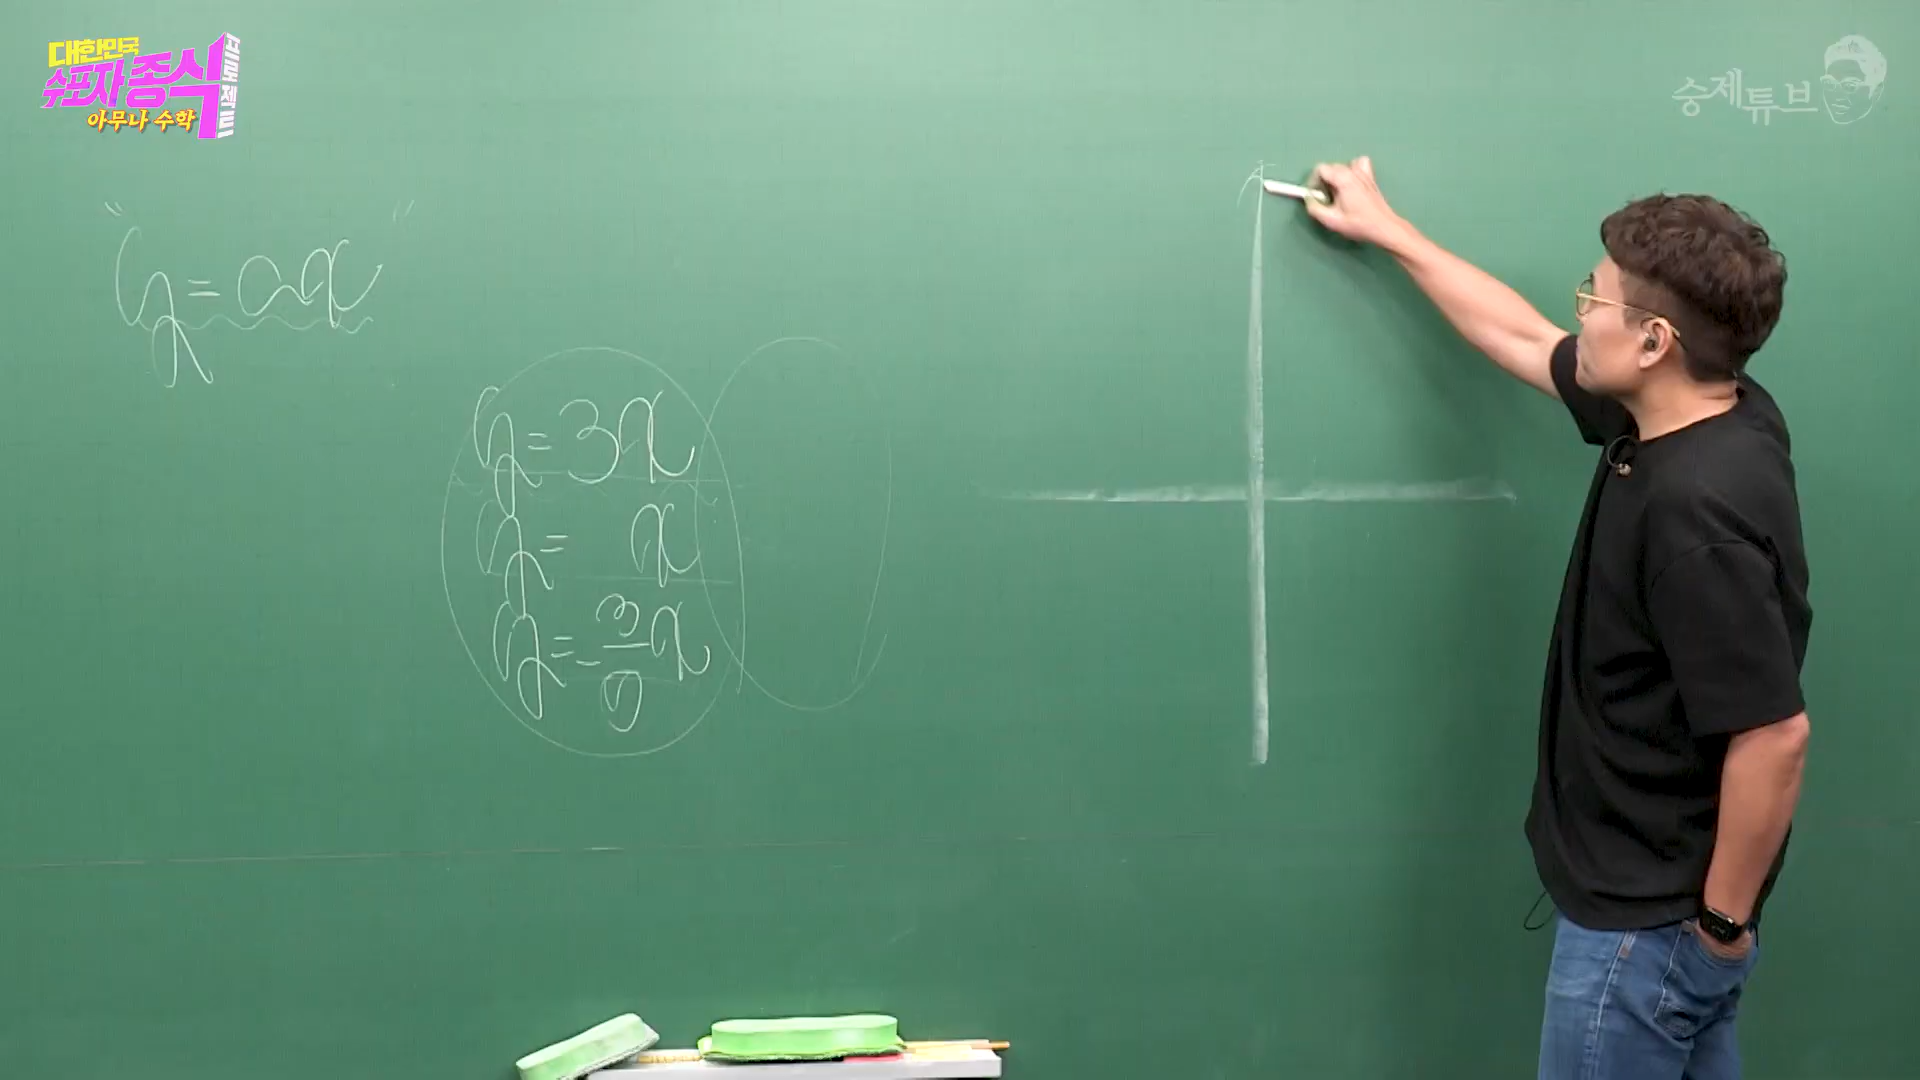 대한민국
수포자 종식
프로젝트!
아무나 수학
승제튜브
"y=ax"
y=3x
y= x
y=-3/5x